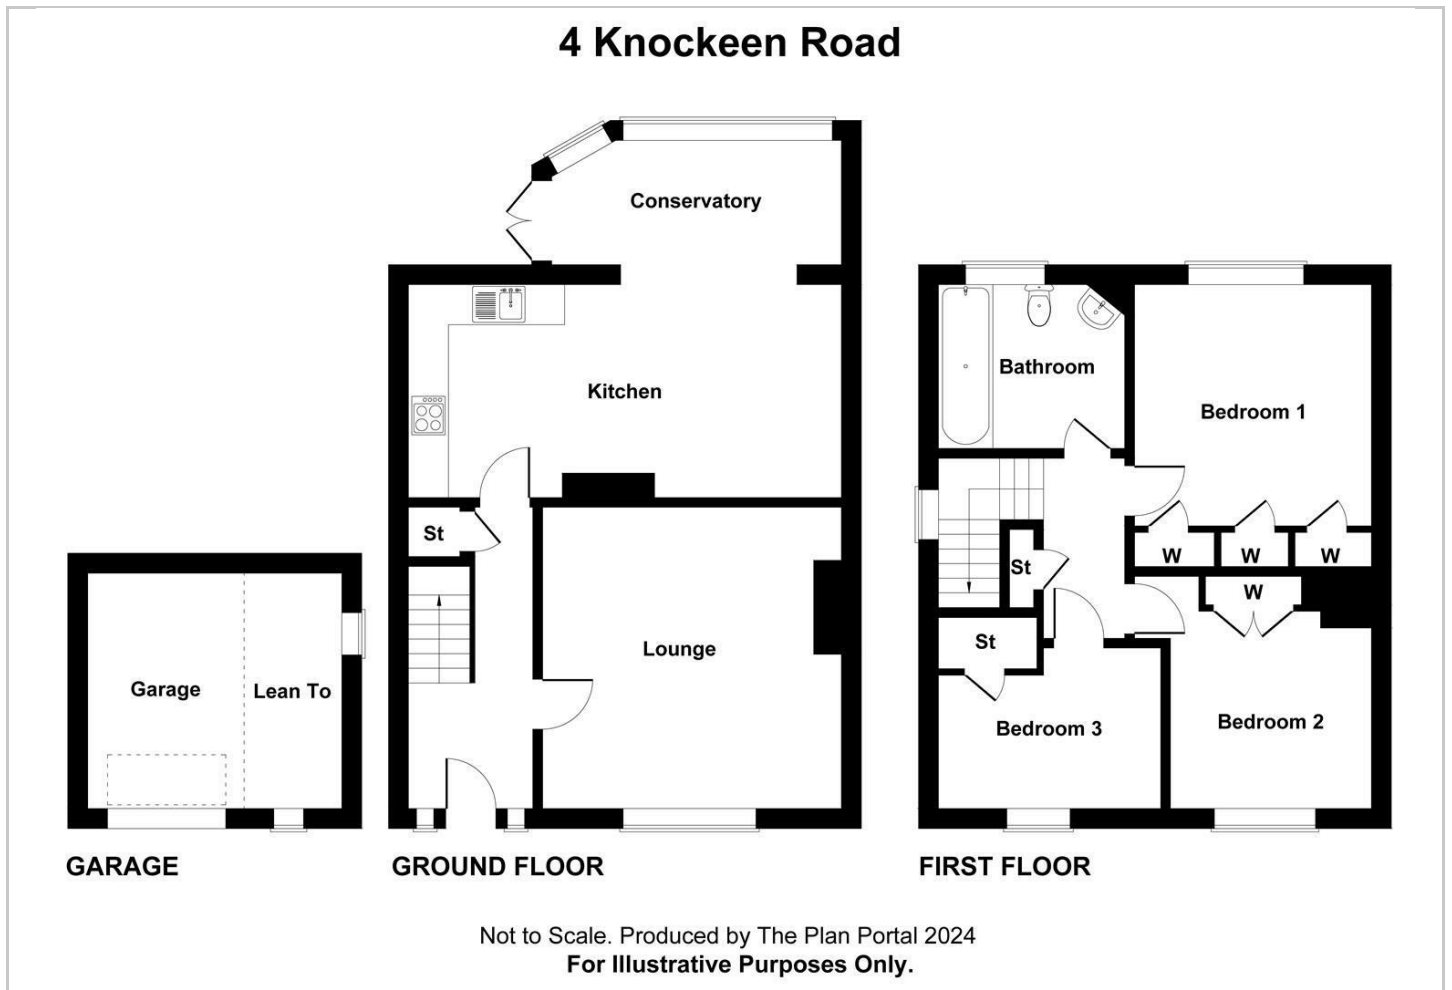 4 Knockeen Road
Conservatory
Kitchen
St
Lounge
Garage
Lean To
Bathroom
Bedroom 1
W
W
W
St
W
St
Bedroom 3
Bedroom 2
GARAGE
GROUND FLOOR
FIRST FLOOR
Not to Scale. Produced by The Plan Portal 2024
For Illustrative Purposes Only.